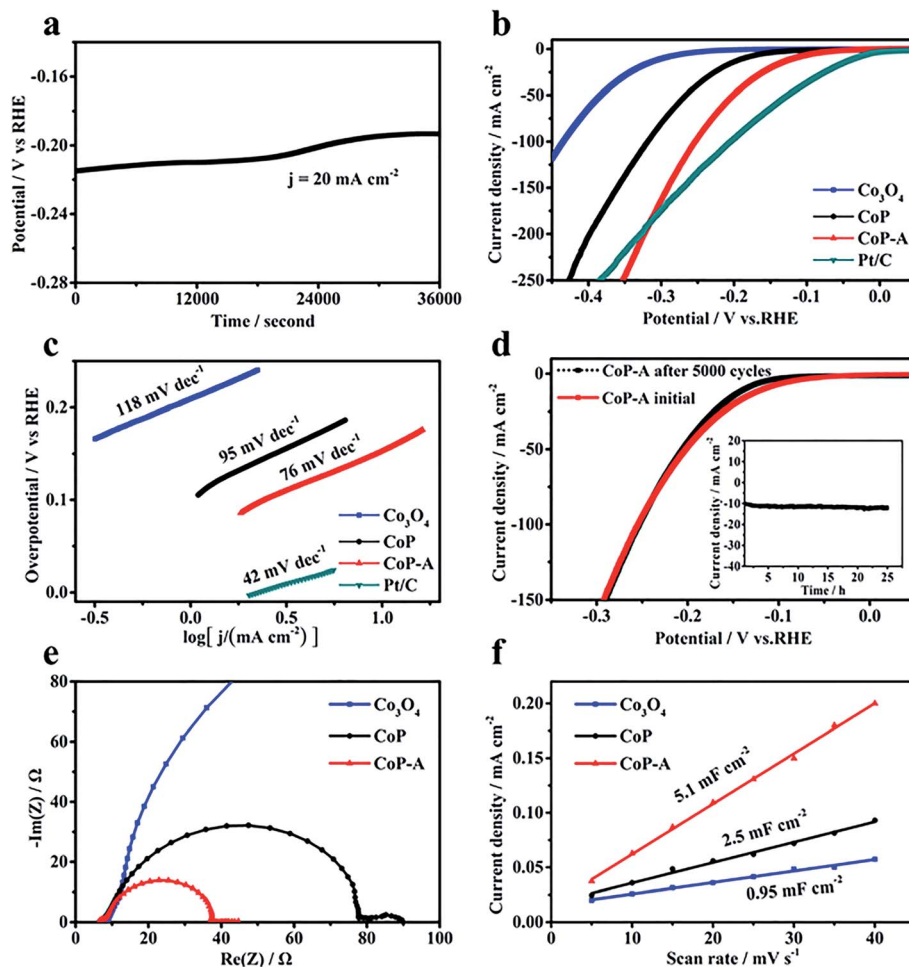 a
-0.16
-0.20
-0.24
-0.28
Potential / V vs RHE
j = 20 mA cm⁻²
0
12000
24000
36000
Time / second
b
0
-50
-100
-150
-200
-250
Current density / mA cm⁻²
Co₃O₄
CoP
CoP-A
Pt/C
-0.4
-0.3
-0.2
-0.1
0.0
Potential / V vs.RHE
c
0.2
0.1
0.0
Overpotential / V vs RHE
118 mV dec⁻¹
95 mV dec⁻¹
76 mV dec⁻¹
42 mV dec⁻¹
Co₃O₄
CoP
CoP-A
Pt/C
-0.5
0.0
0.5
1.0
log[ j/(mA cm⁻²) ]
d
0
-50
-100
-150
Current density / mA cm⁻²
CoP-A after 5000 cycles
CoP-A initial
20
10
0
-10
-20
-30
-40
Current density / mA cm⁻²
5
10
15
20
25
Time / h
-0.3
-0.2
-0.1
0.0
Potential / V vs.RHE
e
80
60
40
20
0
-Im(Z) / Ω
Co₃O₄
CoP
CoP-A
0
20
40
60
80
100
Re(Z) / Ω
f
0.20
0.15
0.10
0.05
0.00
Current density / mA cm⁻²
Co₃O₄
CoP
CoP-A
5.1 mF cm⁻²
2.5 mF cm⁻²
0.95 mF cm⁻²
0
10
20
30
40
Scan rate / mV s⁻¹